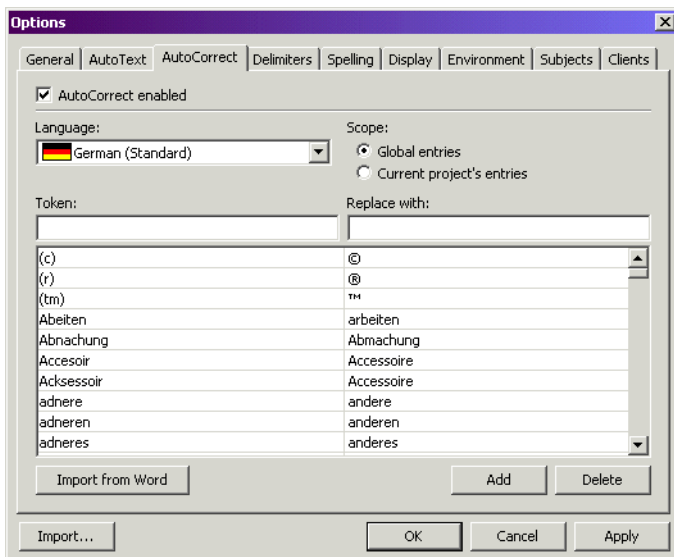 Options
General AutoText AutoCorrect Delimiters Spelling Display Environment Subjects Clients
AutoCorrect enabled
Language: Scope:
German (Standard) Global entries
Current project's entries
Token: Replace with:
(c) ©
(r) ®
(tm) ™
Abeiten arbeiten
Abnachung Abmachung
Accesoir Accessoire
Acksessoir Accessoire
adnere andere
adneren anderen
adneres anderes
Import from Word Add Delete
Import... OK Cancel Apply